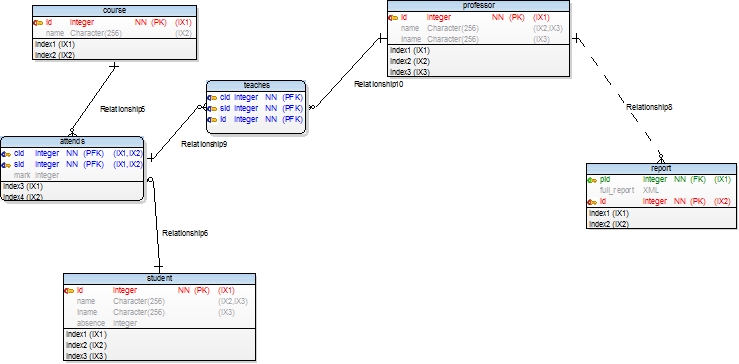 course
id Integer NN (PK) (IX1)
name Character(256) (IX2)
Index1 (IX1)
Index2 (IX2)
professor
id Integer NN (PK) (IX1)
name Character(256) (IX2,IX3)
lname Character(256) (IX3)
Index1 (IX1)
Index2 (IX2)
Index3 (IX3)
Relationship5
teaches
cid Integer NN (PFK)
sid Integer NN (PFK)
id Integer NN (PFK)
Relationship10
Relationship8
Relationship9
attends
cid Integer NN (PFK) (IX1,IX2)
sid Integer NN (PFK) (IX1,IX2)
mark Integer
Index3 (IX1)
Index4 (IX2)
report
pid Integer NN (FK) (IX1)
full_report XML
id Integer NN (PK) (IX2)
Index1 (IX1)
Index2 (IX2)
Relationship6
student
id Integer NN (PK) (IX1)
name Character(256) (IX2,IX3)
lname Character(256) (IX3)
absence Integer
Index1 (IX1)
Index2 (IX2)
Index3 (IX3)